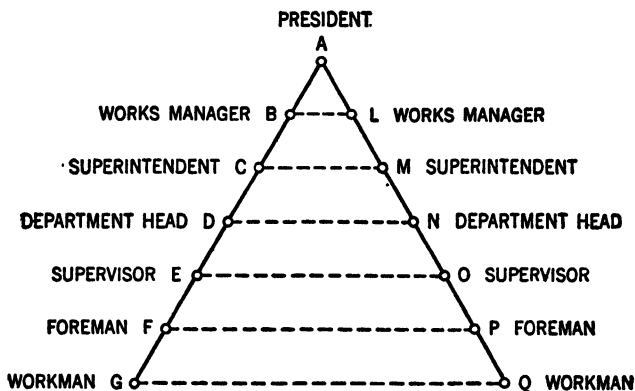 PRESIDENT.
A
WORKS MANAGER B L WORKS MANAGER
SUPERINTENDENT C M SUPERINTENDENT
DEPARTMENT HEAD D N DEPARTMENT HEAD
SUPERVISOR E O SUPERVISOR
FOREMAN F P FOREMAN
WORKMAN G Q WORKMAN